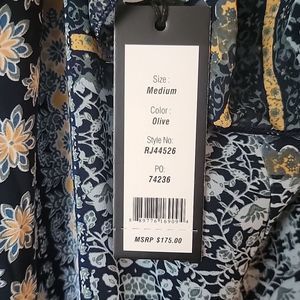 Size :
Medium
Color :
Olive
Style No:
RJ44526
PO:
74236
MSRP $175.00